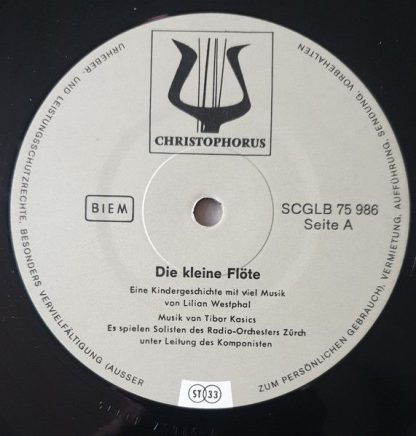 CHRISTOPHORUS
BIEM
SCGLB 75 986
Seite A
Die kleine Flöte
Eine Kindergeschichte mit viel Musik
von Lilian Westphal
Musik von Tibor Kasics
Es spielen Solisten des Radio-Orchesters Zürch
unter Leitung des Komponisten
ST 33
URHEBER- UND LEISTUNGSSCHUTZRECHTE, BESONDERS VERVIELFÄLTIGUNG (AUSSER ZUM PERSÖNLICHEN GEBRAUCH), VERMIETUNG, AUFFÜHRUNG, SENDUNG, VORBEHALTEN